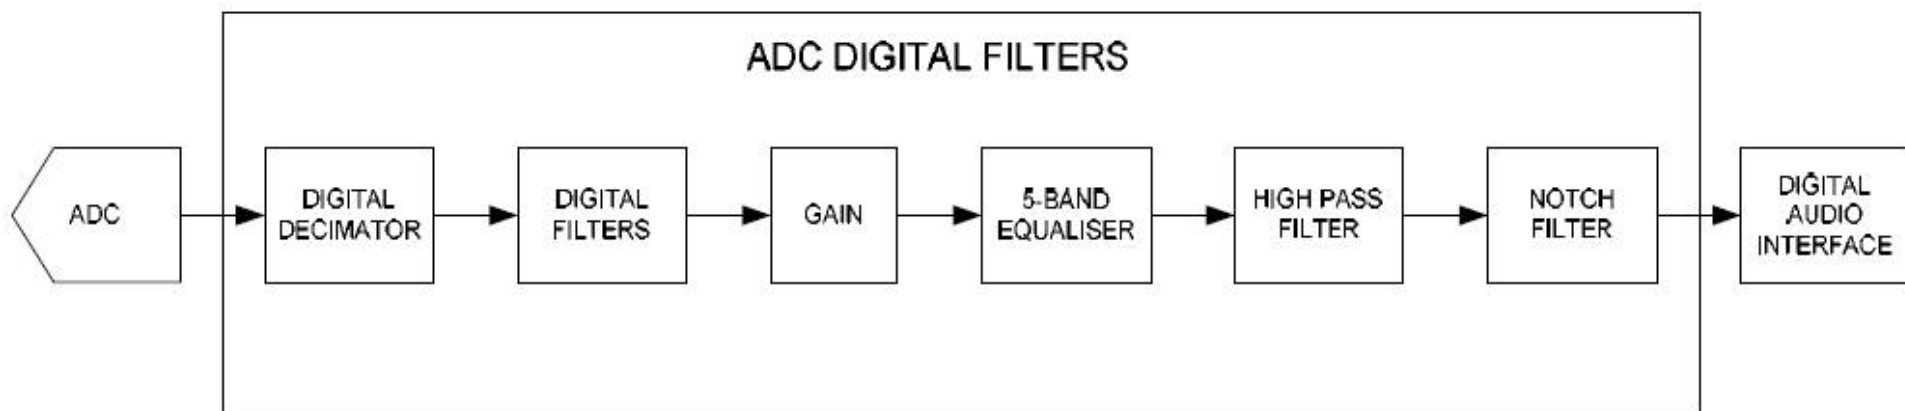 ADC DIGITAL FILTERS
ADC
DIGITAL
DECIMATOR
DIGITAL
FILTERS
GAIN
5-BAND
EQUALISER
HIGH PASS
FILTER
NOTCH
FILTER
DIGITAL
AUDIO
INTERFACE